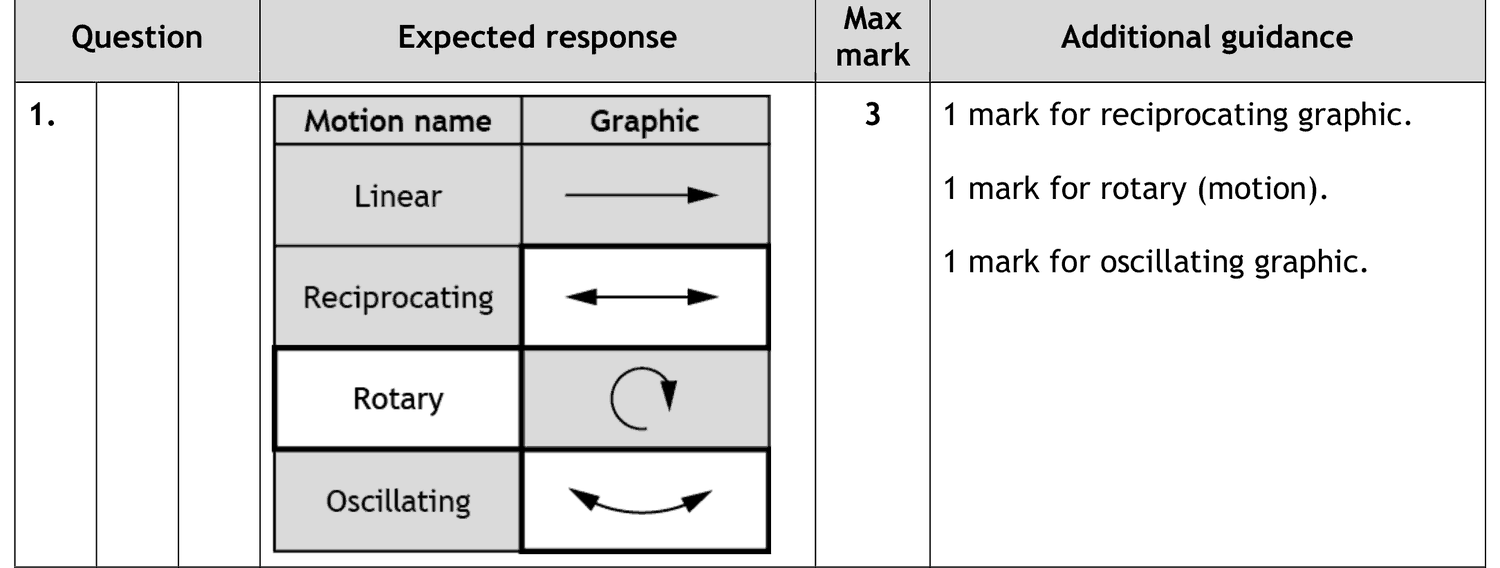 Question Expected response Max mark Additional guidance
1. 3 1 mark for reciprocating graphic.
Motion name Graphic
Linear
1 mark for rotary (motion).
1 mark for oscillating graphic.
Reciprocating
Rotary
Oscillating